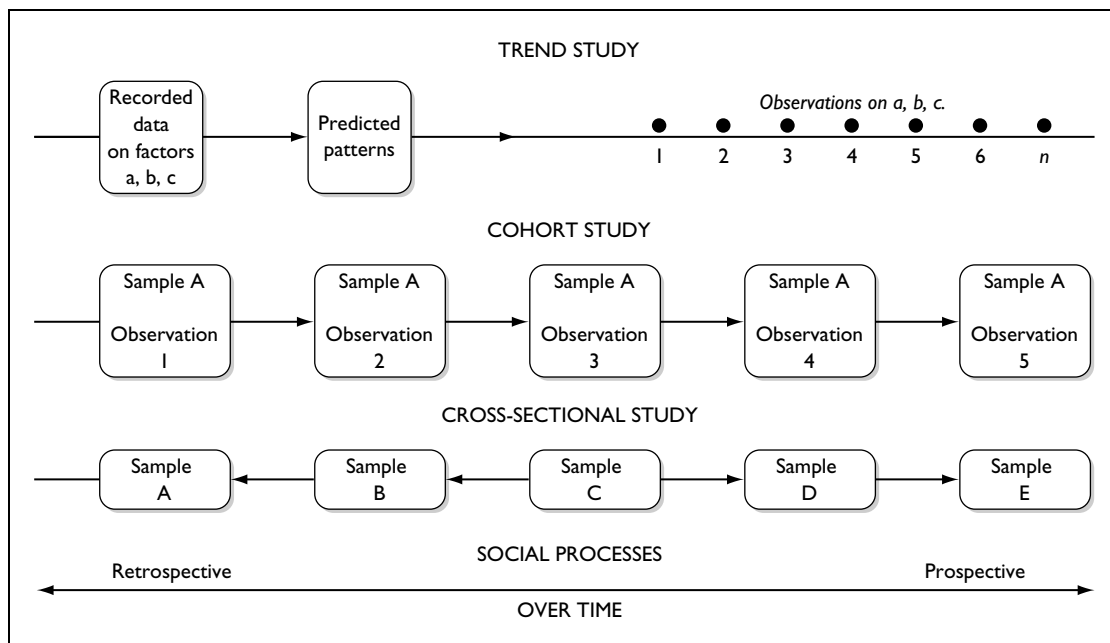 TREND STUDY
Recorded
data
on factors
a, b, c
Predicted
patterns
Observations on a, b, c.
1 2 3 4 5 6 n
COHORT STUDY
Sample A
Observation
1
Sample A
Observation
2
Sample A
Observation
3
Sample A
Observation
4
Sample A
Observation
5
CROSS-SECTIONAL STUDY
Sample
A
Sample
B
Sample
C
Sample
D
Sample
E
SOCIAL PROCESSES
Retrospective
Prospective
OVER TIME